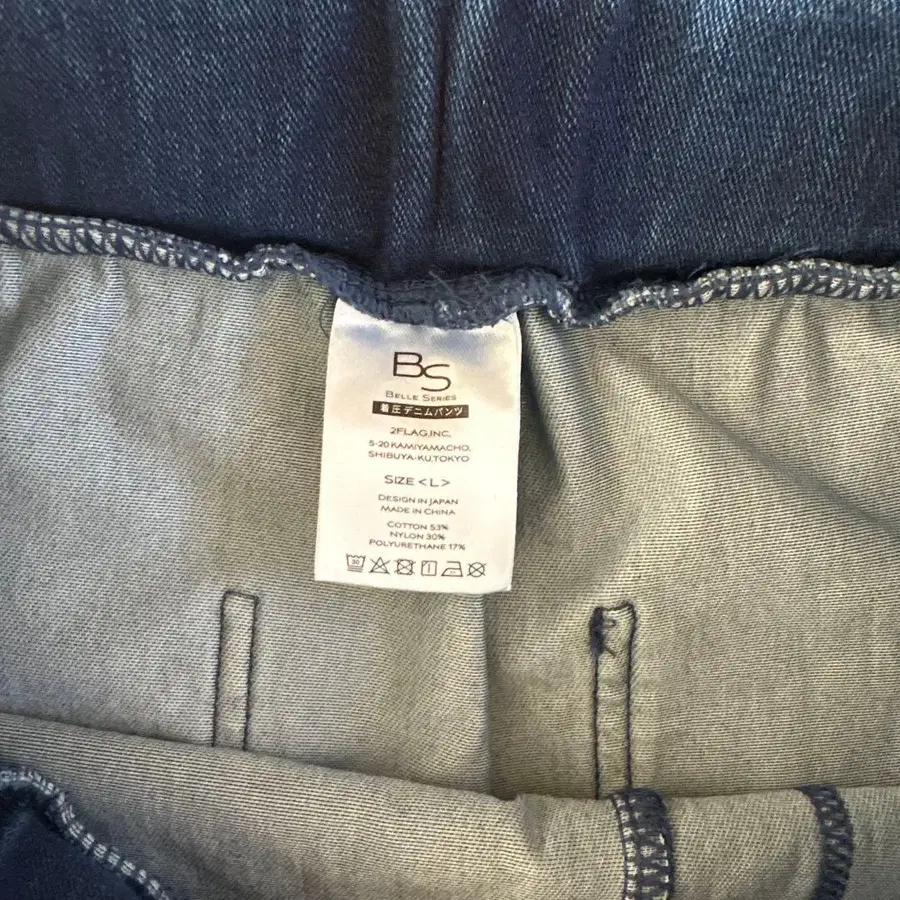 BS
BELLE SERIES
着圧デニムパンツ
2FLAG,INC,
5-20 KAMIYAMACHO,
SHIBUYA-KU,TOKYO
SIZE <L>
DESIGN IN JAPAN
MADE IN CHINA
COTTON 53%
NYLON 30%
POLYURETHANE 17%
30